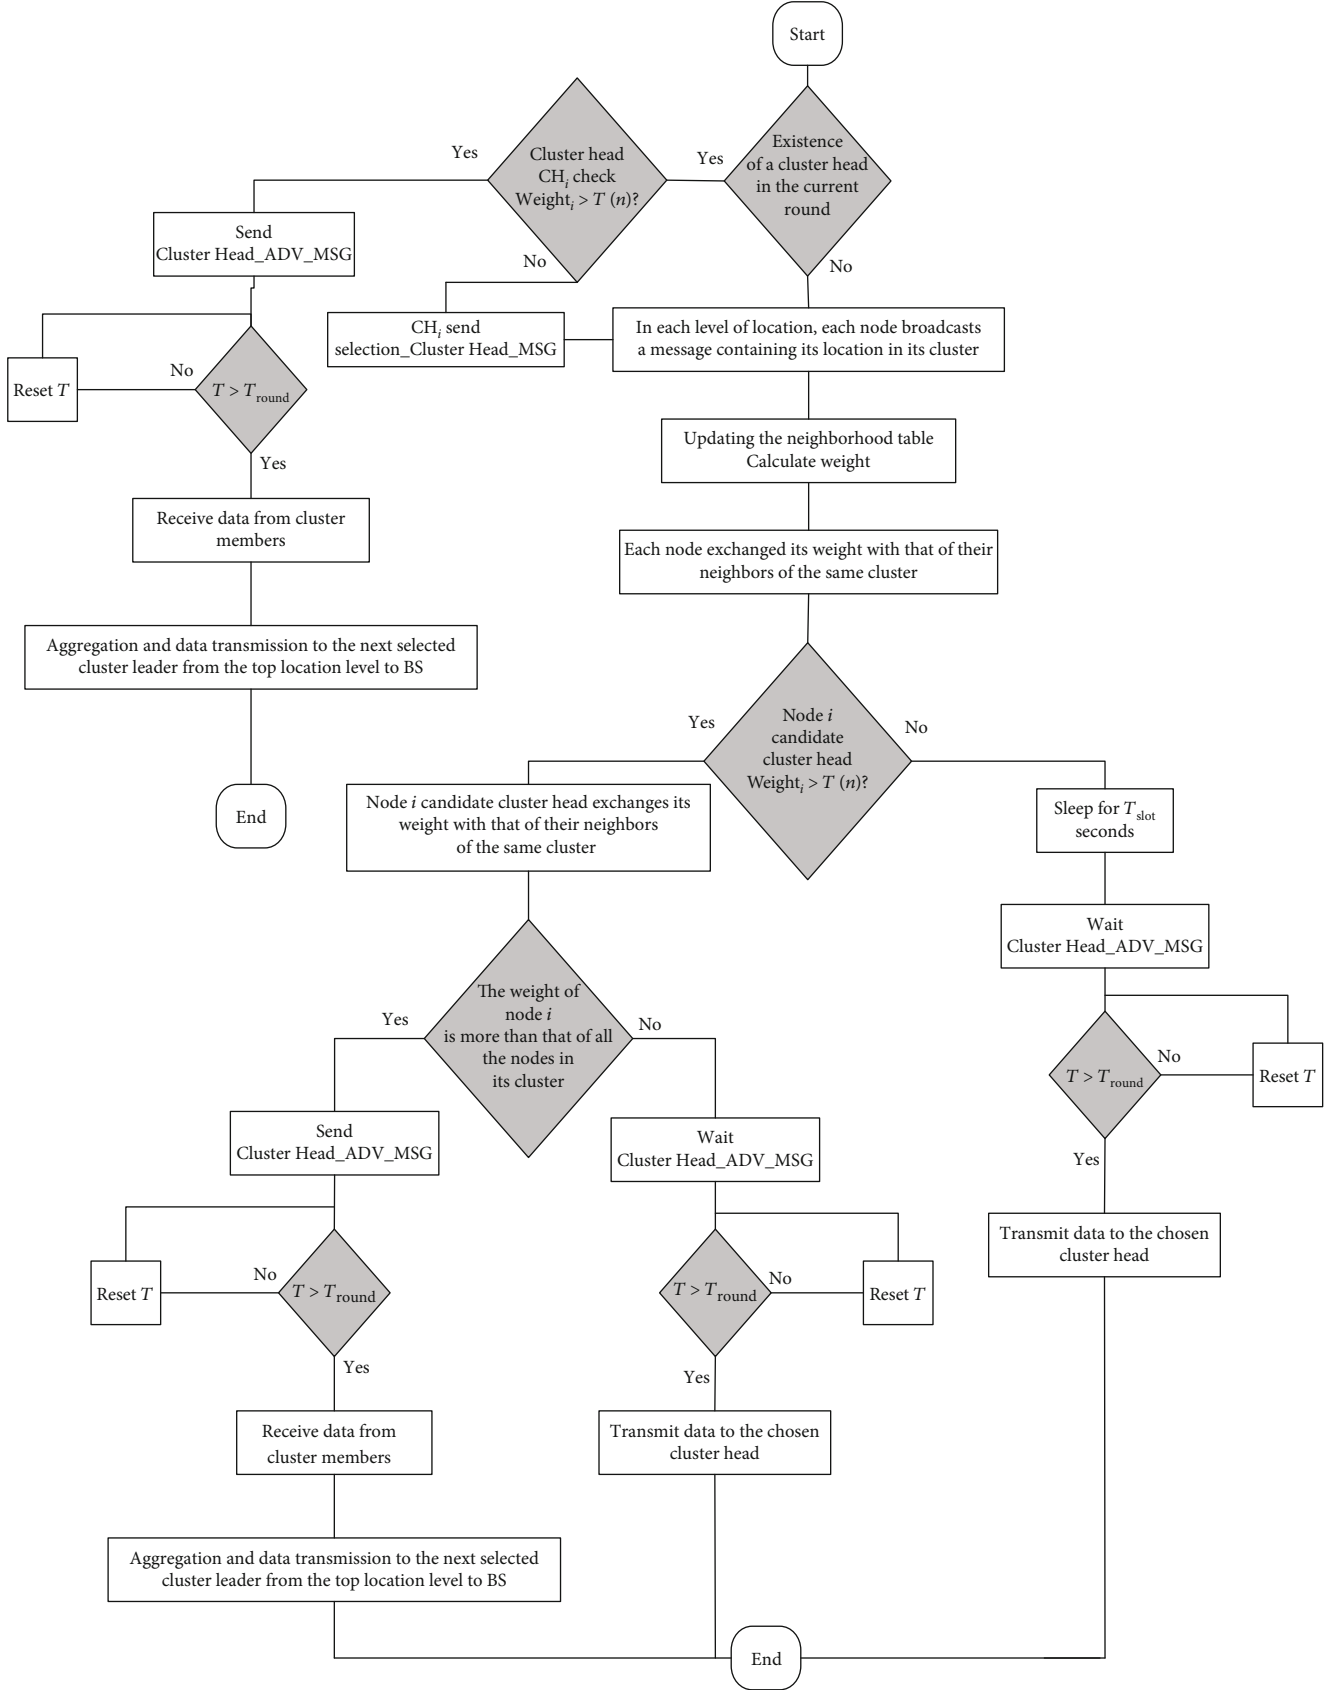 Start
Existence
of a cluster head
in the current
round
Yes
No
Cluster head
CHi check
Weighti > T (n)?
Yes
No
Send
Cluster Head_ADV_MSG
CHi send
selection_Cluster Head_MSG
In each level of location, each node broadcasts
a message containing its location in its cluster
Reset T
No
T > Tround
Yes
Updating the neighborhood table
Calculate weight
Receive data from cluster
members
Each node exchanged its weight with that of their
neighbors of the same cluster
Aggregation and data transmission to the next selected
cluster leader from the top location level to BS
End
Yes
Node i
candidate
cluster head
Weighti > T (n)?
No
Node i candidate cluster head exchanges its
weight with that of their neighbors
of the same cluster
Sleep for Tslot
seconds
Wait
Cluster Head_ADV_MSG
Yes
The weight of
node i
is more than that of all
the nodes in
its cluster
No
T > Tround
No
Reset T
Yes
Send
Cluster Head_ADV_MSG
Wait
Cluster Head_ADV_MSG
Transmit data to the chosen
cluster head
Reset T
No
T > Tround
Yes
T > Tround
No
Reset T
Yes
Receive data from
cluster members
Transmit data to the chosen
cluster head
Aggregation and data transmission to the next selected
cluster leader from the top location level to BS
End